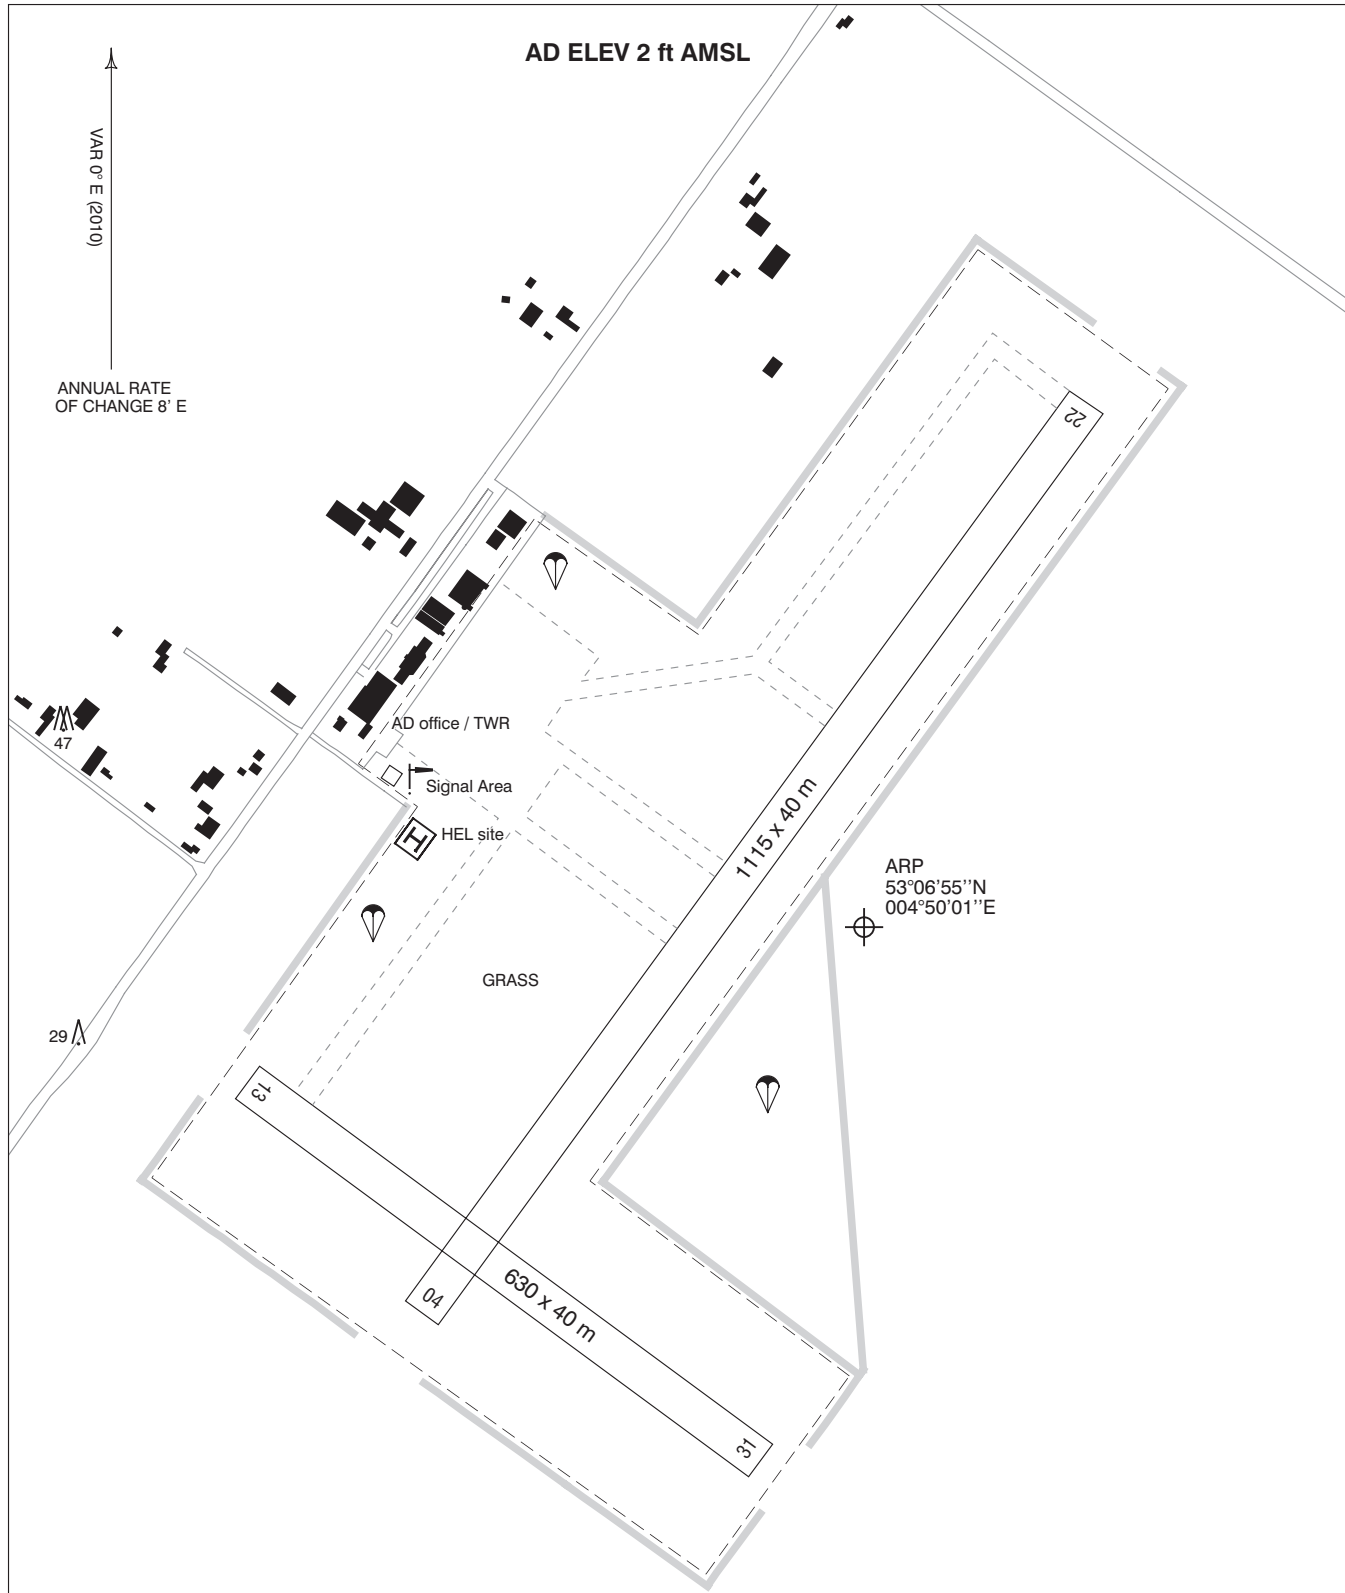 AD ELEV 2 ft AMSL
VAR 0° E (2010)
ANNUAL RATE
OF CHANGE 8' E
22
47
AD office / TWR
Signal Area
H
HEL site
1115 x 40 m
ARP
53°06'55''N
004°50'01''E
GRASS
29
13
04
630 x 40 m
31